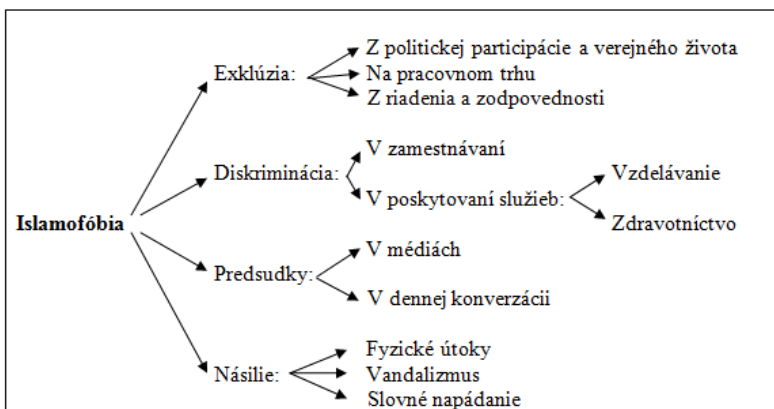 Z politickej participácie a verejného života
Exklúzia:
Na pracovnom trhu
Z riadenia a zodpovednosti
V zamestnávaní
Diskriminácia:
Vzdelávanie
V poskytovaní služieb:
Islamofóbia
Zdravotníctvo
V médiách
Predsudky:
V dennej konverzácii
Fyzické útoky
Násilie:
Vandalizmus
Slovné napádanie